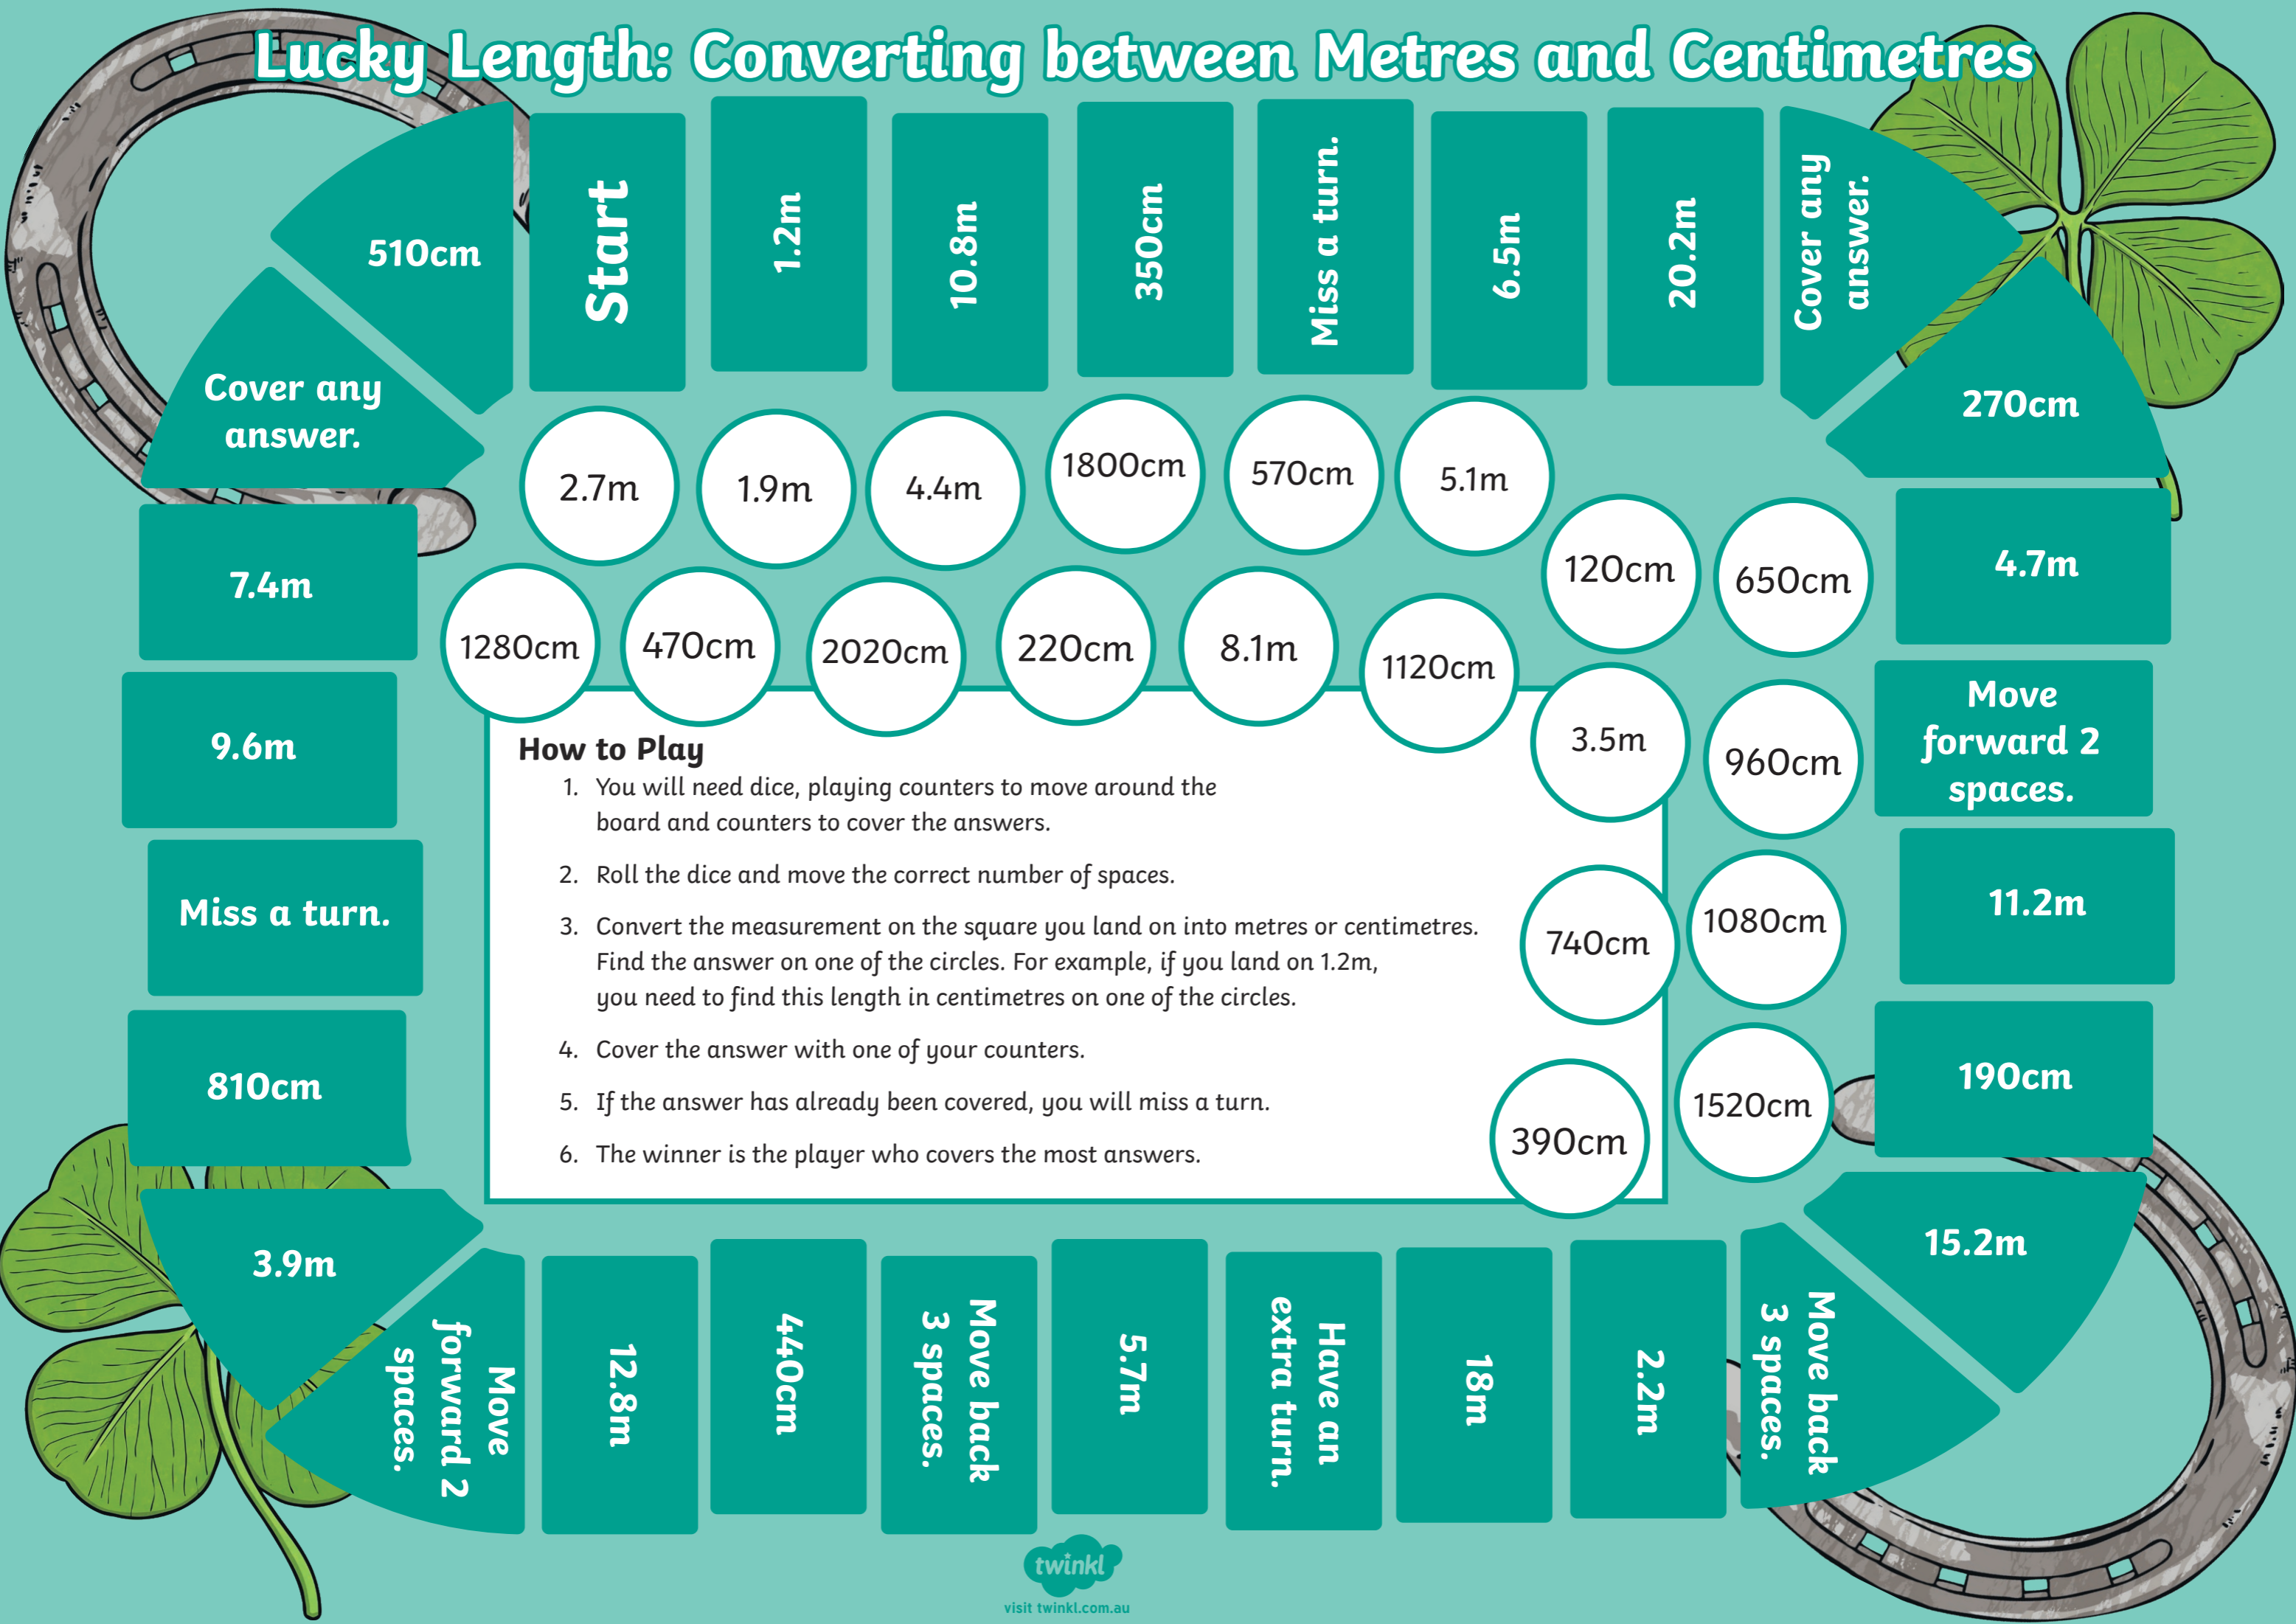 Lucky Length: Converting between Metres and Centimetres
Start
1.2m
10.8m
350cm
Miss a turn.
6.5m
20.2m
Cover any
answer.
270cm
4.7m
Move
forward 2
spaces.
11.2m
190cm
15.2m
Move back
3 spaces.
2.2m
18m
Have an
extra turn.
5.7m
Move back
3 spaces.
440cm
12.8m
Move
forward 2
spaces.
3.9m
810cm
Miss a turn.
9.6m
7.4m
Cover any
answer.
510cm
2.7m
1.9m
4.4m
1800cm
570cm
5.1m
120cm
650cm
1280cm
470cm
2020cm
220cm
8.1m
1120cm
3.5m
960cm
740cm
1080cm
390cm
1520cm
How to Play
1. You will need dice, playing counters to move around the
board and counters to cover the answers.
2. Roll the dice and move the correct number of spaces.
3. Convert the measurement on the square you land on into metres or centimetres.
Find the answer on one of the circles. For example, if you land on 1.2m,
you need to find this length in centimetres on one of the circles.
4. Cover the answer with one of your counters.
5. If the answer has already been covered, you will miss a turn.
6. The winner is the player who covers the most answers.
twinkl
visit twinkl.com.au